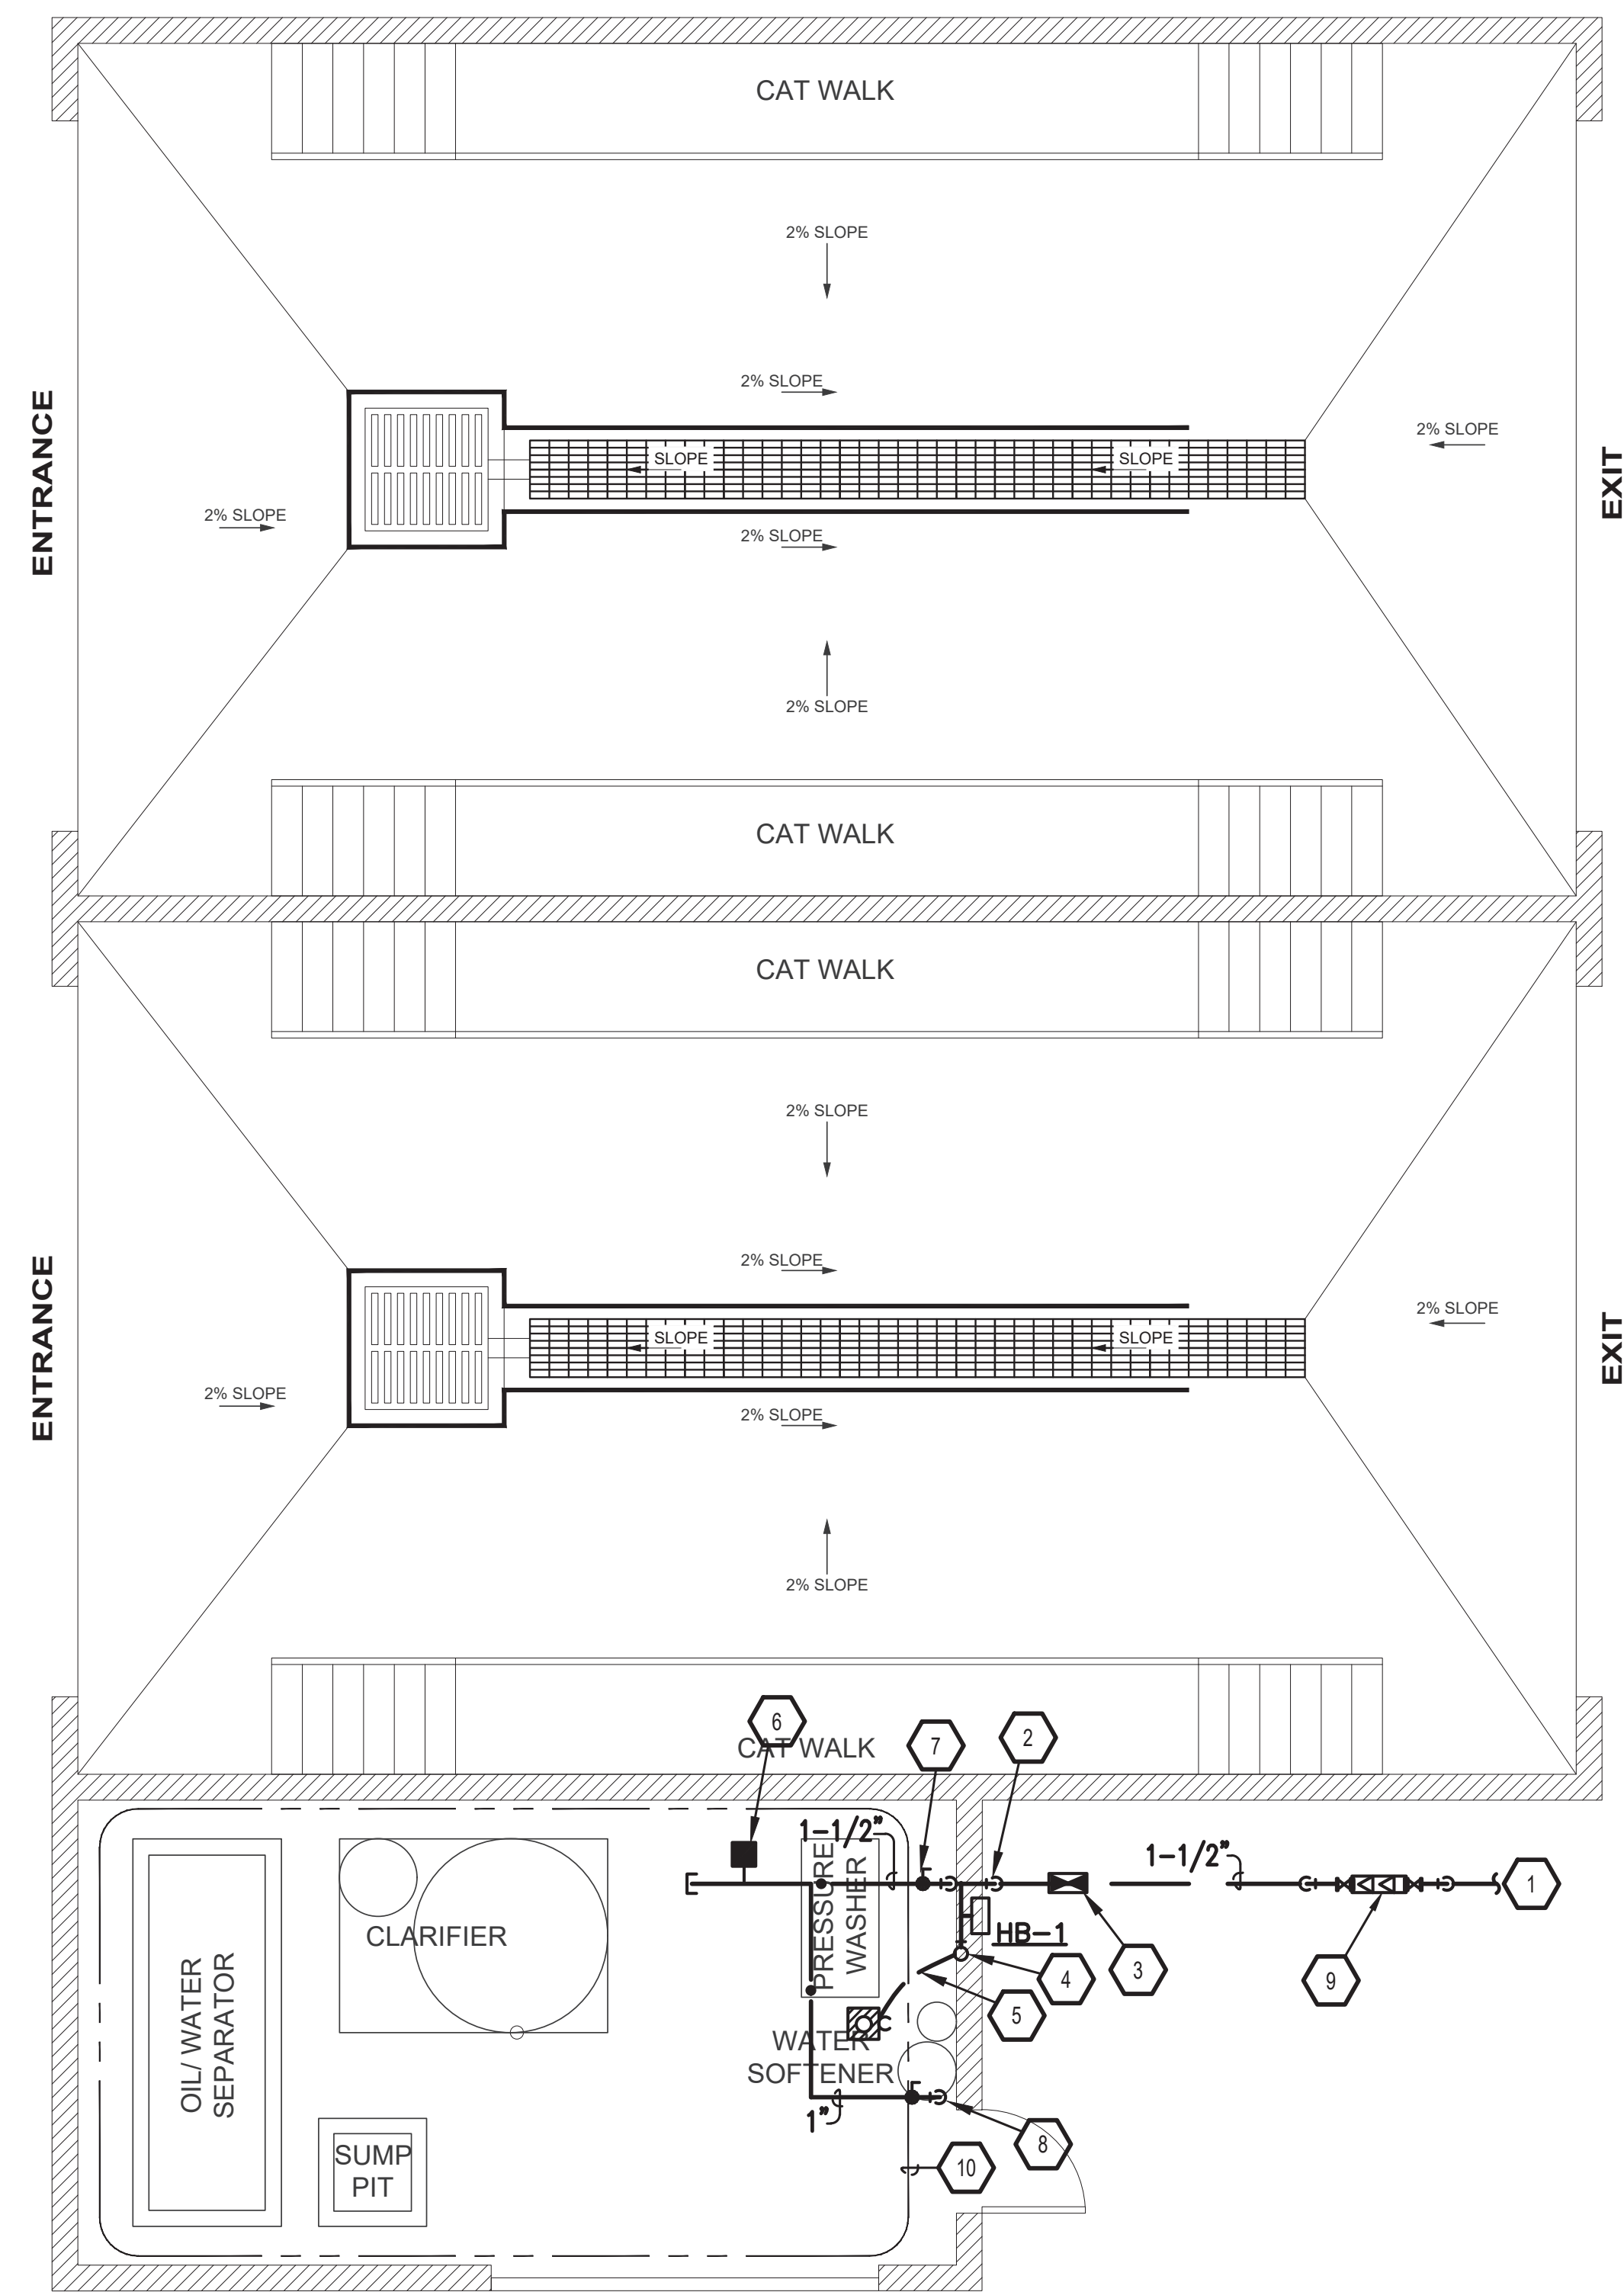 CAT WALK
2% SLOPE
2% SLOPE
ENTRANCE
2% SLOPE
EXIT
SLOPE
SLOPE
2% SLOPE
2% SLOPE
2% SLOPE
CAT WALK
CAT WALK
2% SLOPE
2% SLOPE
ENTRANCE
2% SLOPE
EXIT
SLOPE
SLOPE
2% SLOPE
2% SLOPE
2% SLOPE
6
7
2
CAT WALK
1-1/2"
1-1/2"
1
PRESSURE
WASHER
HB-1
CLARIFIER
3
4
9
5
OIL/ WATER
SEPARATOR
WATER
SOFTENER
1"
8
10
SUMP
PIT